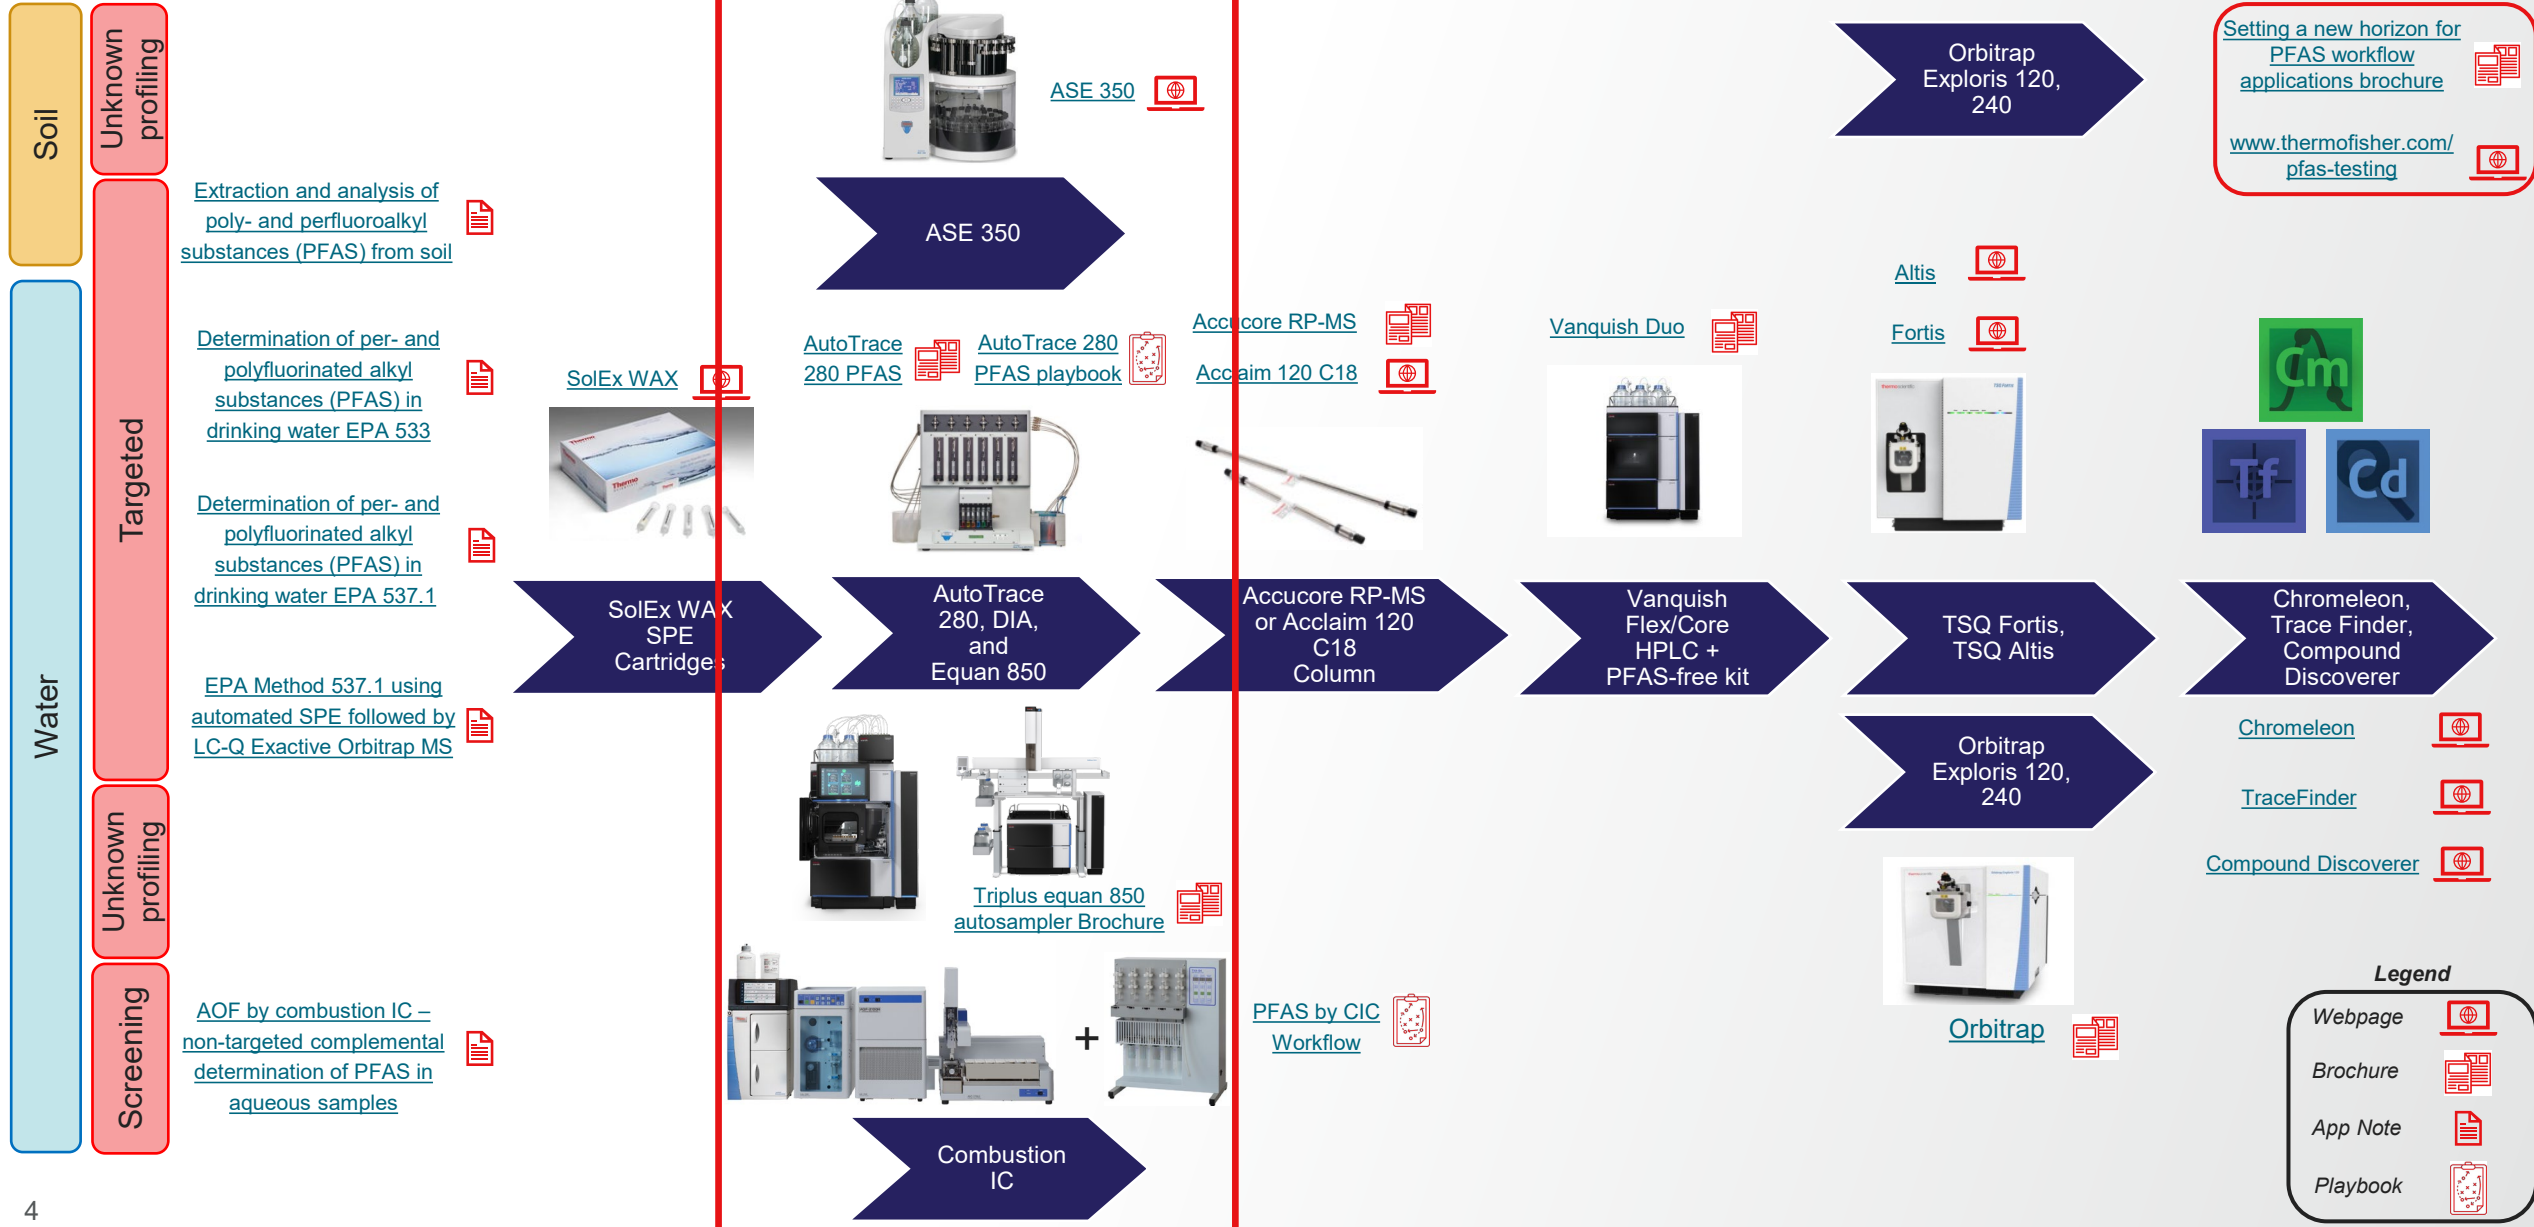 Soil
Unknown
profiling
Targeted
Water
Unknown
profiling
Screening
Extraction and analysis of
poly- and perfluoroalkyl
substances (PFAS) from soil
Determination of per- and
polyfluorinated alkyl
substances (PFAS) in
drinking water EPA 533
Determination of per- and
polyfluorinated alkyl
substances (PFAS) in
drinking water EPA 537.1
EPA Method 537.1 using
automated SPE followed by
LC-Q Exactive Orbitrap MS
AOF by combustion IC –
non-targeted complemental
determination of PFAS in
aqueous samples
SolEx WAX
Thermo
SolEx WAX
SPE
Cartridges
ASE 350
ASE 350
AutoTrace
280 PFAS
AutoTrace 280
PFAS playbook
AutoTrace
280, DIA,
and
Equan 850
Triplus equan 850
autosampler Brochure
+
Combustion
IC
Accucore RP-MS
Acclaim 120 C18
Accucore RP-MS
or Acclaim 120
C18
Column
PFAS by CIC
Workflow
Vanquish Duo
Vanquish
Flex/Core
HPLC +
PFAS-free kit
Orbitrap
Exploris 120,
240
Altis
Fortis
TSQ Fortis,
TSQ Altis
Orbitrap
Exploris 120,
240
Orbitrap
Setting a new horizon for
PFAS workflow
applications brochure
www.thermofisher.com/
pfas-testing
Cm
Tf
Cd
Chromeleon,
Trace Finder,
Compound
Discoverer
Chromeleon
TraceFinder
Compound Discoverer
Legend
Webpage
Brochure
App Note
Playbook
4